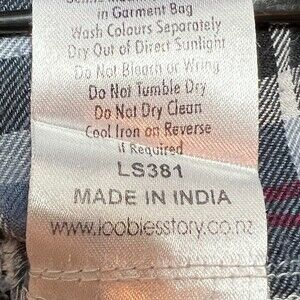 in Garment Bag
Wash Colours Separately
Dry Out of Direct Sunlight
Do Not Bleach or Wring
Do Not Tumble Dry
Do Not Dry Clean
Cool Iron on Reverse
if Required
LS381
MADE IN INDIA
www.loobiesstory.co.nz